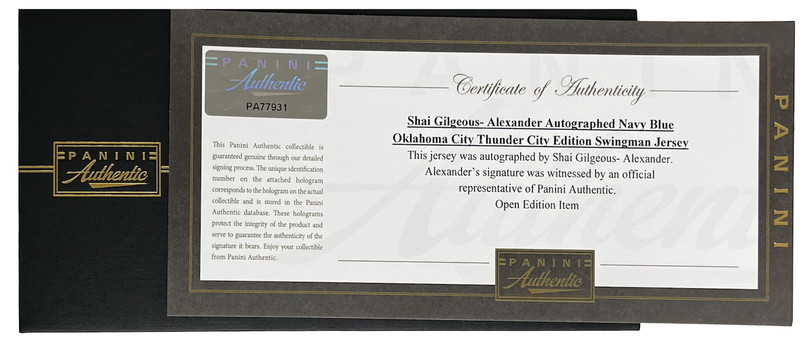 PANINI
Authentic
PANINI
Authentic
PA77931
This Panini Authentic collectible is
guaranteed genuine through our detailed
signing process. The unique identification
number on the attached hologram
corresponds to the hologram on the actual
collectible and is stored in the Panini
Authentic database. These holograms
protect the integrity of the product and
serve to guarantee the authenticity of the
signature it bears. Enjoy your collectible
from Panini Authentic.
Certificate of Authenticity
Shai Gilgeous- Alexander Autographed Navy Blue
Oklahoma City Thunder City Edition Swingman Jersey
This jersey was autographed by Shai Gilgeous- Alexander.
Alexander's signature was witnessed by an official
representative of Panini Authentic.
Open Edition Item
PANINI
Authentic
PANINI